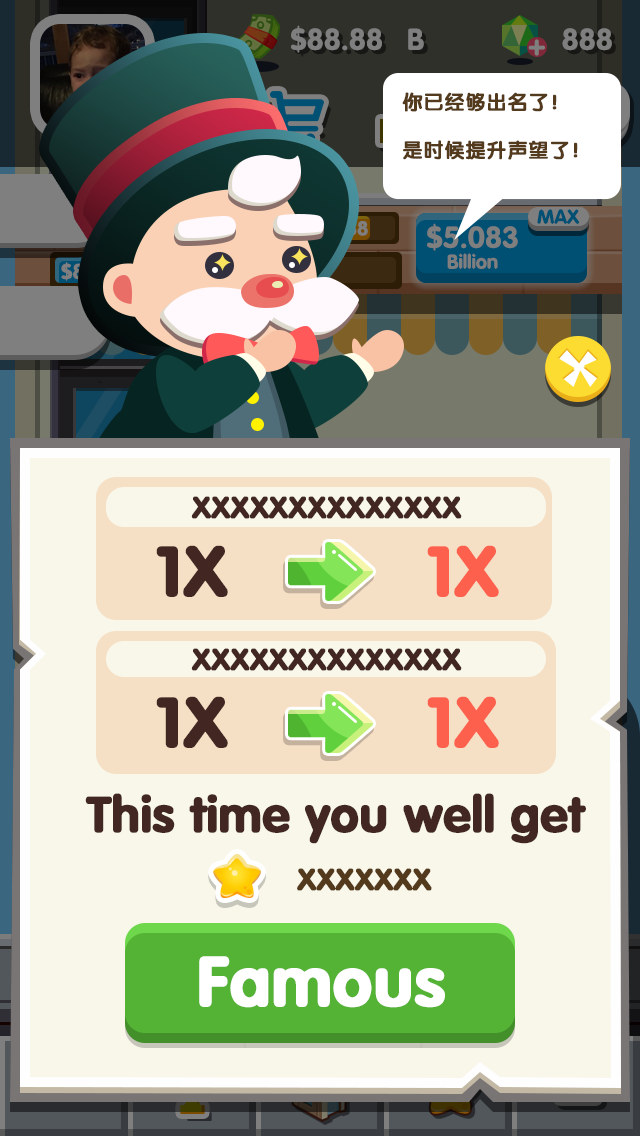 $88.88 B
888
你已经够出名了！
是时候提升声望了！
MAX
$5.083
Billion
XXXXXXXXXXXXXX
1X
1X
XXXXXXXXXXXXXX
1X
1X
This time you well get
XXXXXXX
Famous